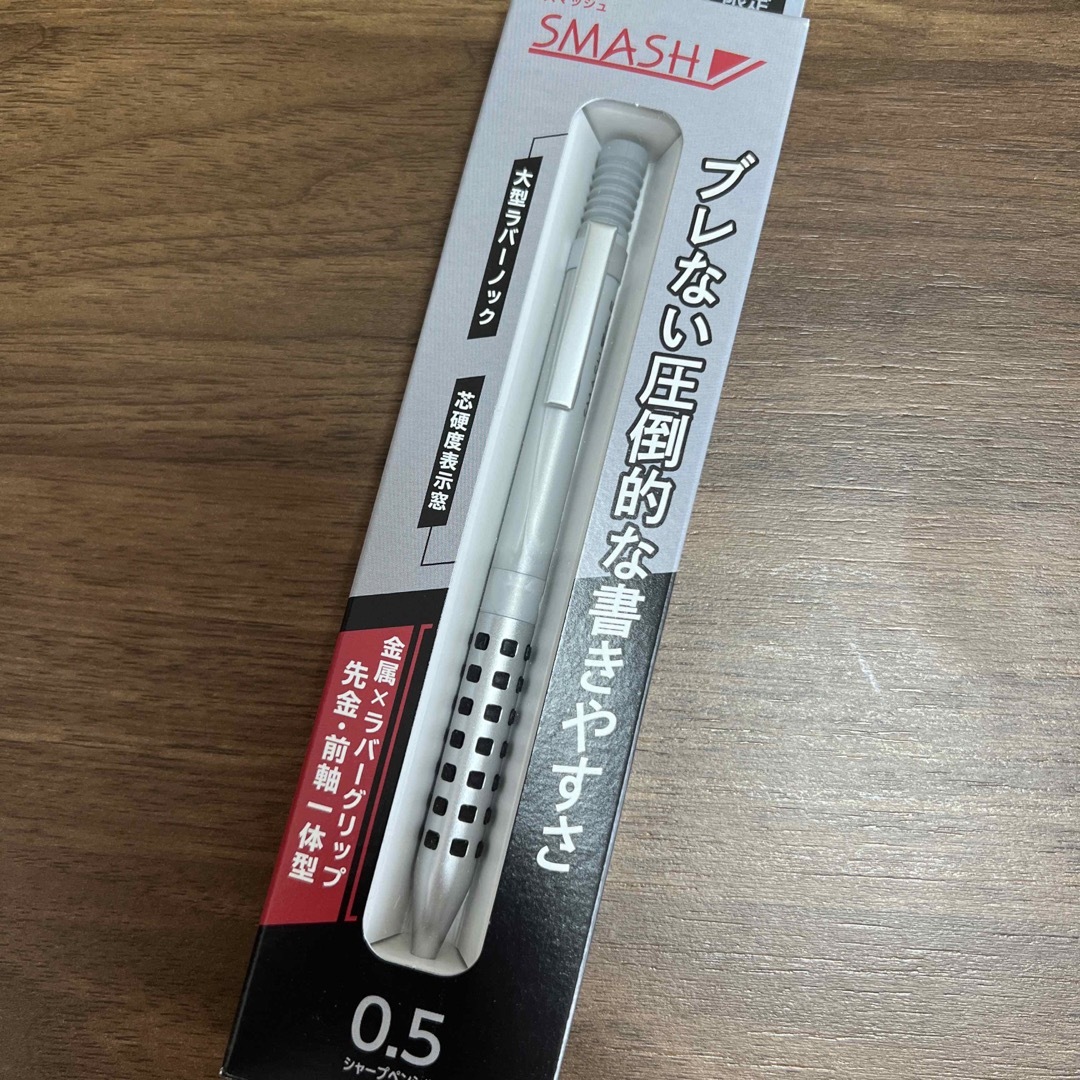 SMASH
ブレない圧倒的な書きやすさ
大型ラバーノック
芯硬度表示窓
金属×ラバーグリップ
先金・前軸一体型
0.5